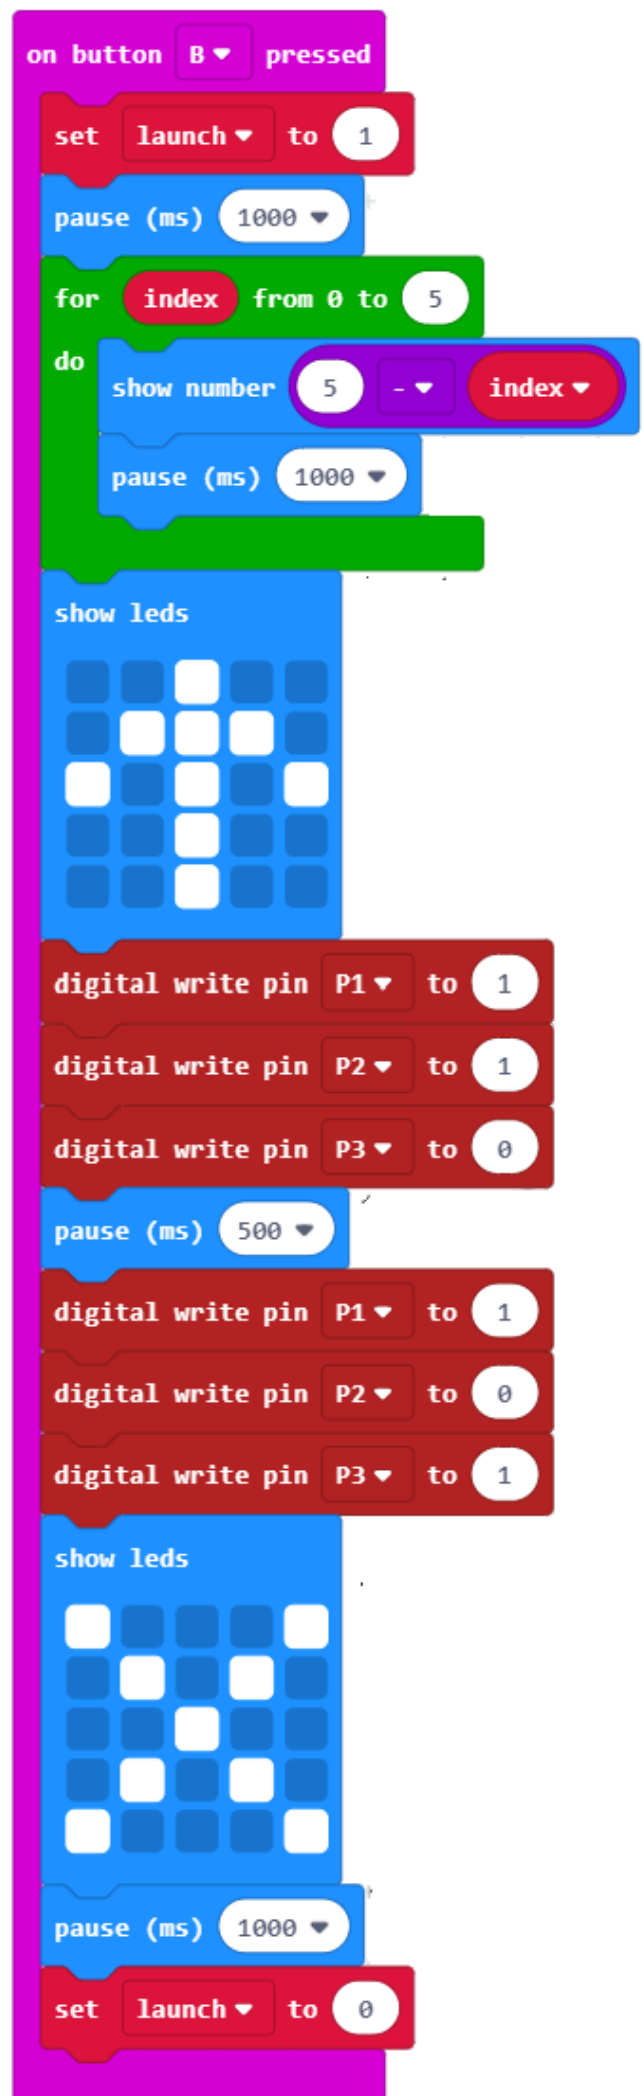 on button B pressed
set launch to 1
pause (ms) 1000
for index from 0 to 5
do
show number 5 - index
pause (ms) 1000
show leds
digital write pin P1 to 1
digital write pin P2 to 1
digital write pin P3 to 0
pause (ms) 500
digital write pin P1 to 1
digital write pin P2 to 0
digital write pin P3 to 1
show leds
pause (ms) 1000
set launch to 0